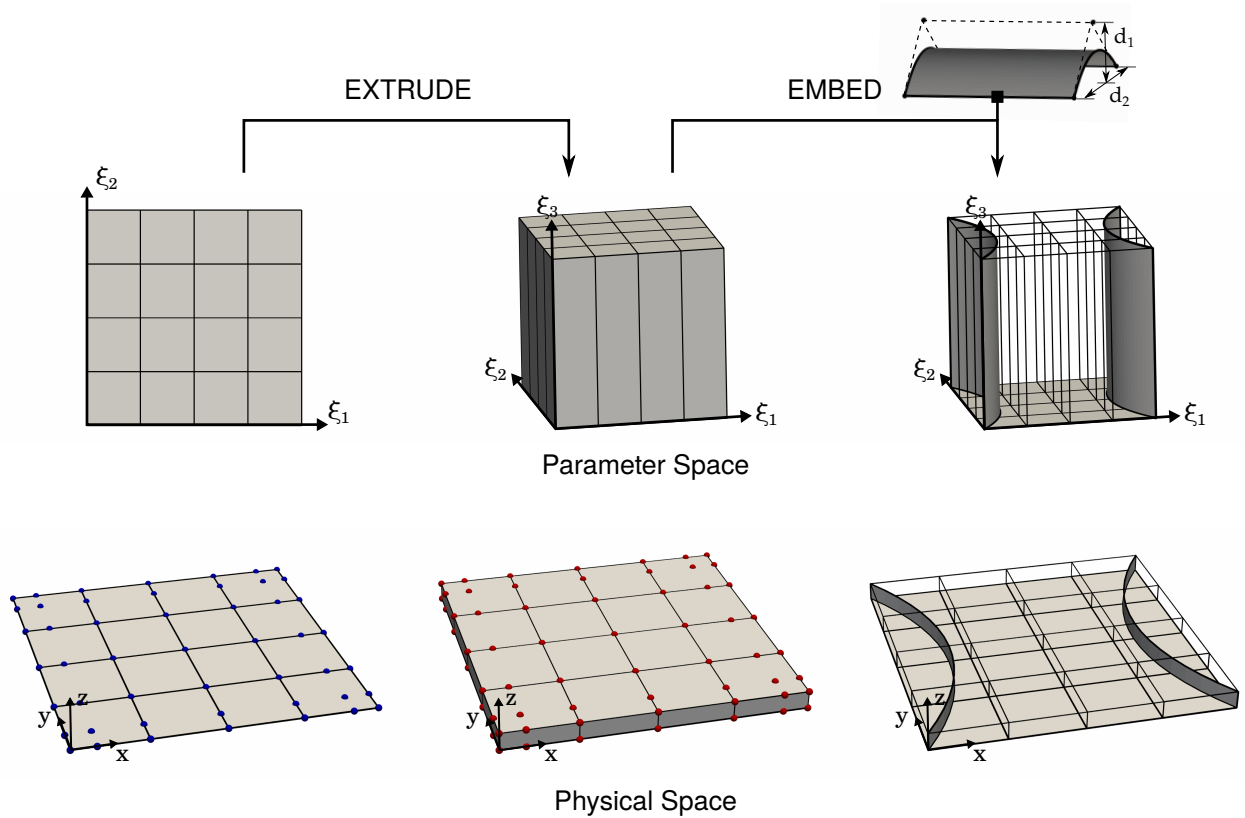 d₁
EXTRUDE
EMBED
d₂
ξ₂
ξ₃
ξ₃
ξ₂
ξ₂
ξ₁
ξ₁
ξ₁
Parameter Space
z
y
x
z
y
x
z
y
x
Physical Space